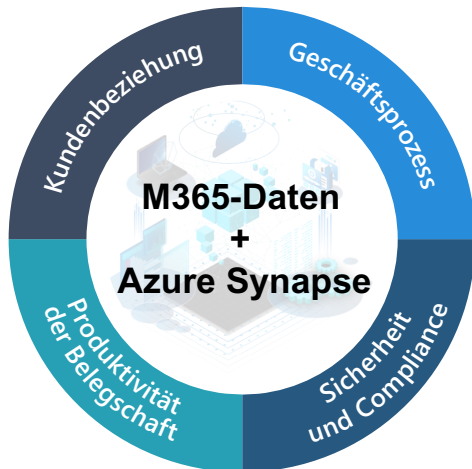 Kundenbeziehung
Geschäftsprozess
M365-Daten
+
Azure Synapse
Produktivität
der Belegschaft
Sicherheit
und Compliance